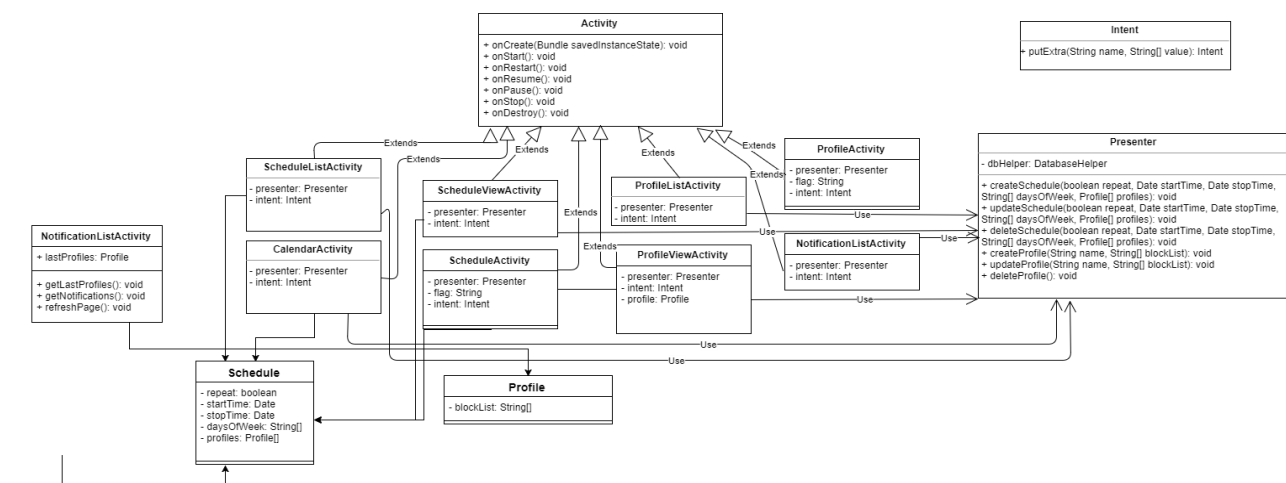 Activity
+ onCreate(Bundle savedInstanceState): void
+ onStart(): void
+ onRestart(): void
+ onResume(): void
+ onPause(): void
+ onStop(): void
+ onDestroy(): void
Intent
+ putExtra(String name, String[] value): Intent
Extends
Extends
Extends
Extends
Extends
Extends
Extends
Extends
ScheduleListActivity
- presenter: Presenter
- intent: Intent
ScheduleViewActivity
- presenter: Presenter
- intent: Intent
ProfileListActivity
- presenter: Presenter
- intent: Intent
ProfileActivity
- presenter: Presenter
- flag: String
- intent: Intent
Presenter
- dbHelper: DatabaseHelper
+ createSchedule(boolean repeat, Date startTime, Date stopTime,
String[] daysOfWeek, Profile[] profiles): void
+ updateSchedule(boolean repeat, Date startTime, Date stopTime,
String[] daysOfWeek, Profile[] profiles): void
+ deleteSchedule(boolean repeat, Date startTime, Date stopTime,
String[] daysOfWeek, Profile[] profiles): void
+ createProfile(String name, String[] blockList): void
+ updateProfile(String name, String[] blockList): void
+ deleteProfile(): void
Use
Use
Use
Use
Use
Use
NotificationListActivity
+ lastProfiles: Profile
+ getLastProfiles(): void
+ getNotifications(): void
+ refreshPage(): void
CalendarActivity
- presenter: Presenter
- intent: Intent
ScheduleActivity
- presenter: Presenter
- flag: String
- intent: Intent
ProfileViewActivity
- presenter: Presenter
- intent: Intent
- profile: Profile
NotificationListActivity
- presenter: Presenter
- intent: Intent
Schedule
- repeat: boolean
- startTime: Date
- stopTime: Date
- daysOfWeek: String[]
- profiles: Profile[]
Profile
- blockList: String[]